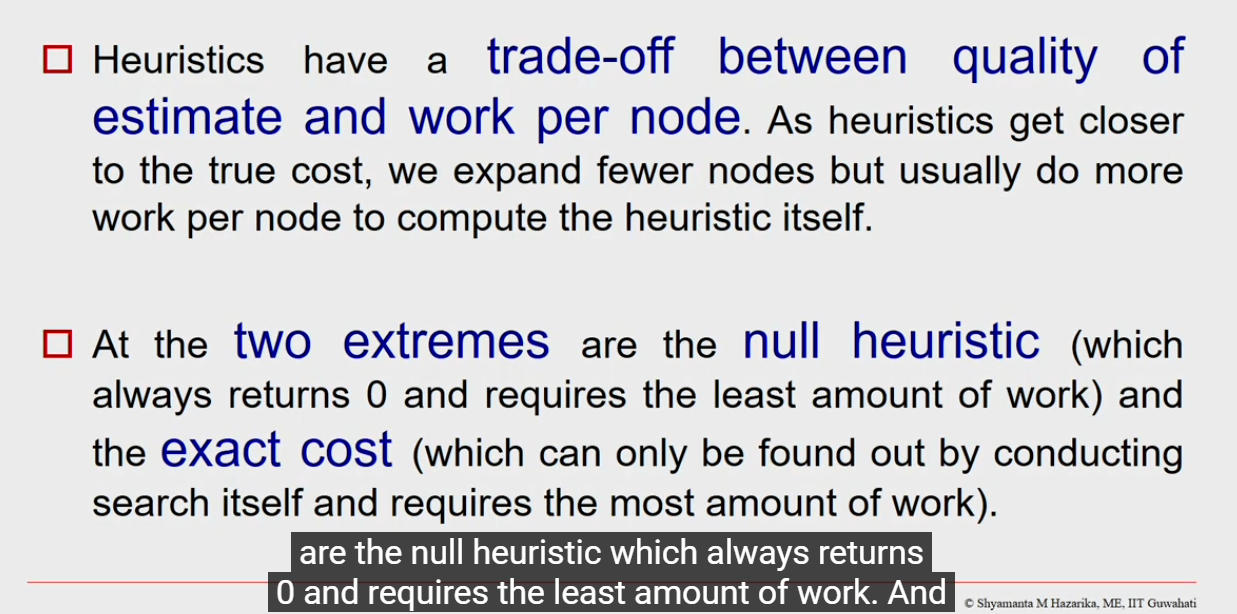 Heuristics have a trade-off between quality of
estimate and work per node. As heuristics get closer
to the true cost, we expand fewer nodes but usually do more
work per node to compute the heuristic itself.
At the two extremes are the null heuristic (which
always returns 0 and requires the least amount of work) and
the exact cost (which can only be found out by conducting
search itself and requires the most amount of work).
are the null heuristic which always returns
0 and requires the least amount of work. And
© Shyamanta M Hazarika, ME, IIT Guwahati